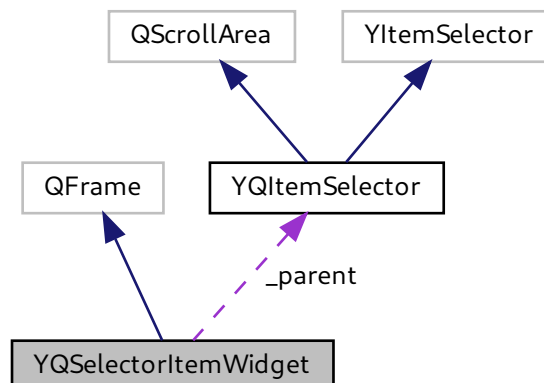 QScrollArea
YItemSelector
QFrame
YQItemSelector
_parent
YQSelectorItemWidget